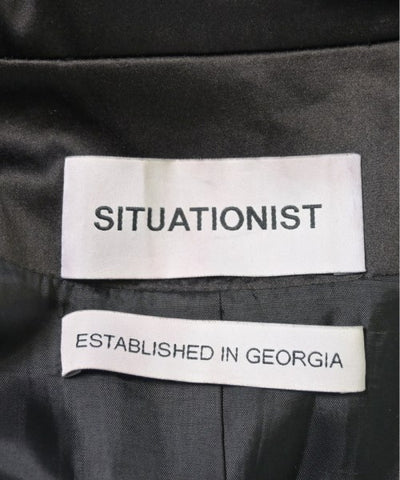 SITUATIONIST
ESTABLISHED IN GEORGIA